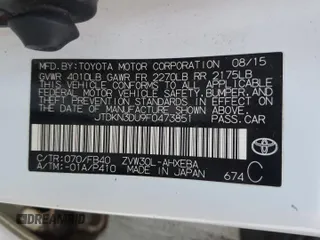 MFD.BY:TOYOTA MOTOR CORPORATION 08/15
GVWR 4010LB GAWR FR 2270LB RR 2175LB
THIS VEHICLE CONFORMS TO ALL APPLICABLE
FEDERAL MOTOR VEHICLE SAFETY, BUMPER, AND
THEFT PREVENTION STANDARDS IN EFFECT ON
THE DATE OF MANUFACTURE SHOWN ABOVE.
JTDKN3DU9F0473851 PASS.CAR
C/TR:070/FB40 ZVW30L-AHXEBA
A/TM:-01A/P410 MADE IN JAPAN 674 C
TOYOTA
DREAMBID